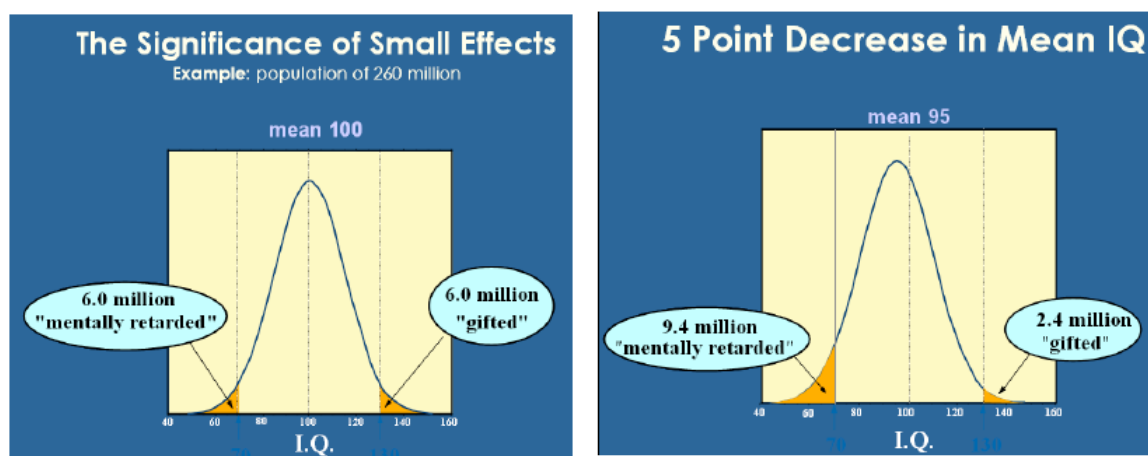 The Significance of Small Effects
Example: population of 260 million
mean 100
6.0 million
"mentally retarded"
6.0 million
"gifted"
40 60 80 100 120 140 160
70
I.Q.
5 Point Decrease in Mean IQ
mean 95
9.4 million
"mentally retarded"
2.4 million
"gifted"
40 60 80 100 120 140 160
70 I.Q. 130